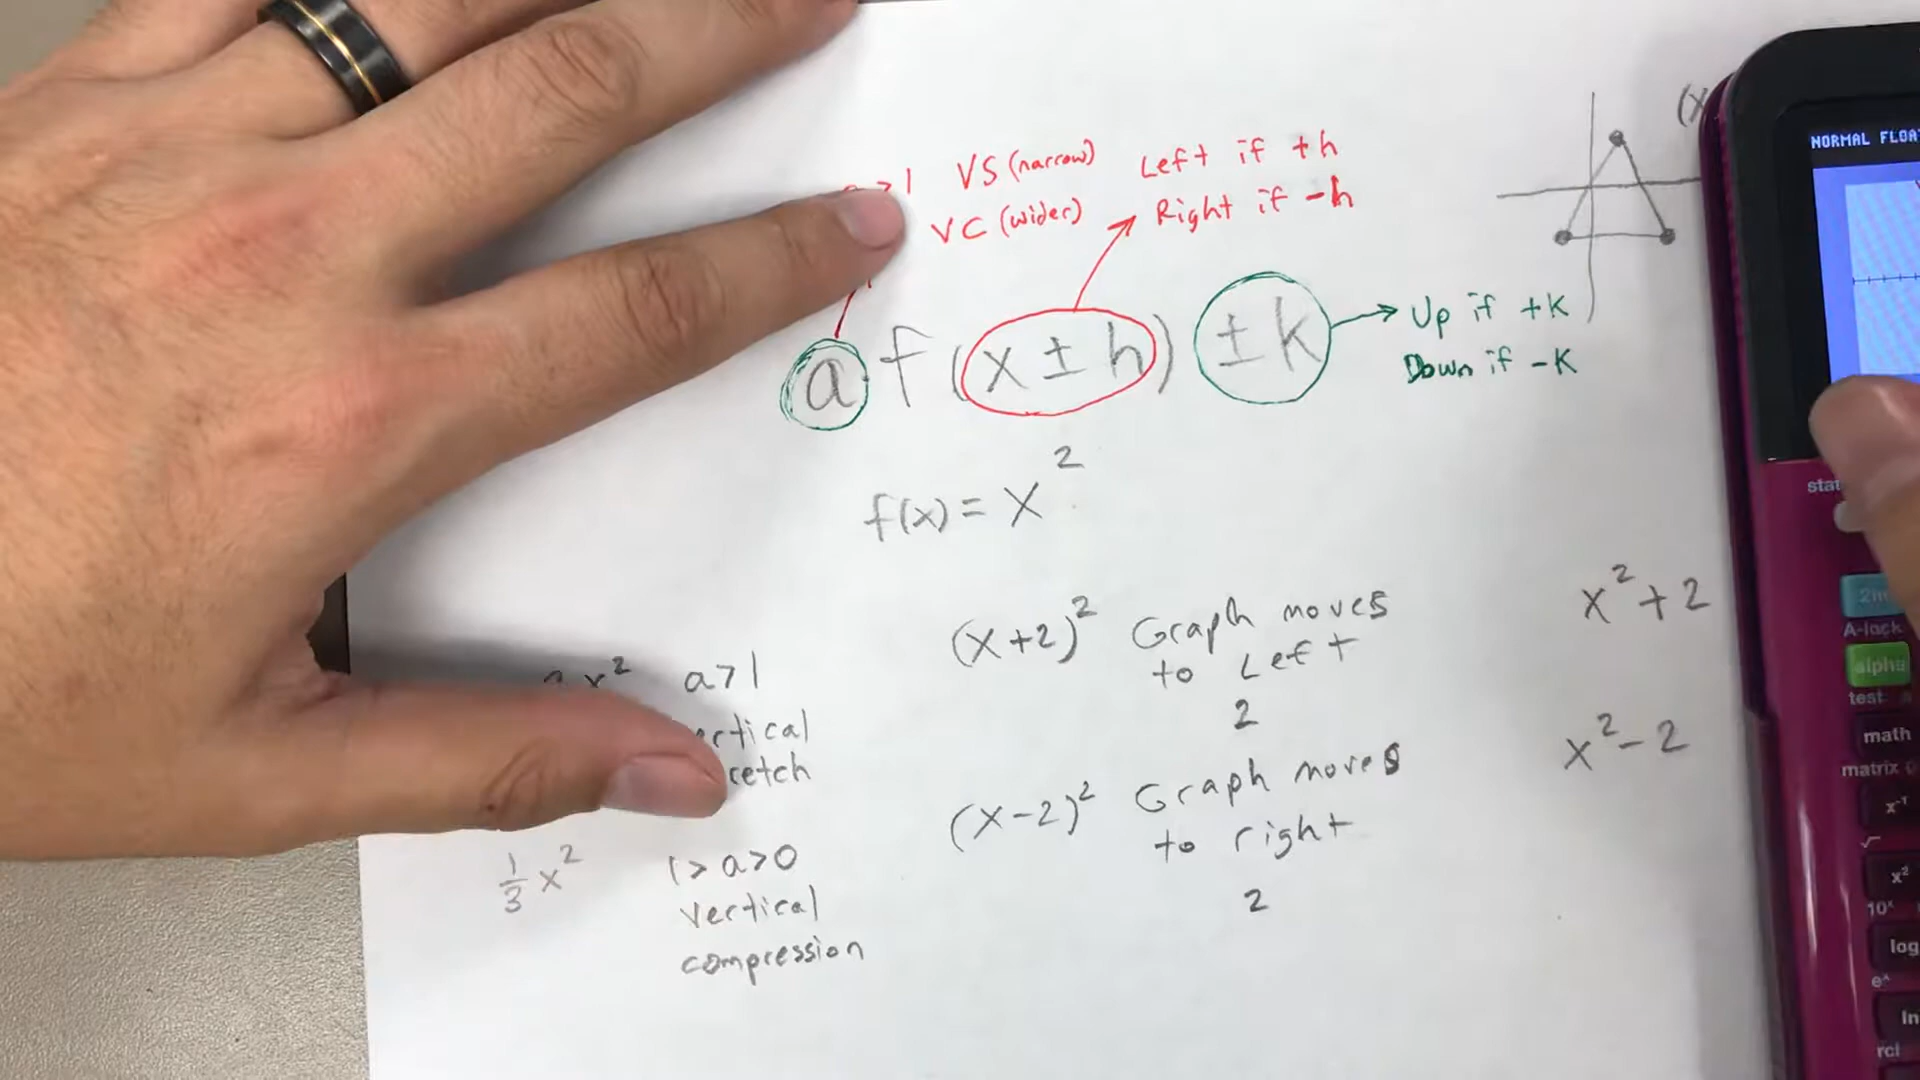 >1 VS (narrow)
VC (wider)
Left if +h
Right if -h
a f(x ± h) ± k
Up if +K
Down if -K
f(x) = x²
(x+2)² Graph moves
to Left
2
(x-2)² Graph moves
to right
2
x²+2
x²-2
x² a>1
1/3 x² 1>a>0
Vertical
compression
NORMAL
A-lock
alpha
test
math
matrix
x⁻¹
√
x²
10ˣ
log
eˣ
ln
rcl